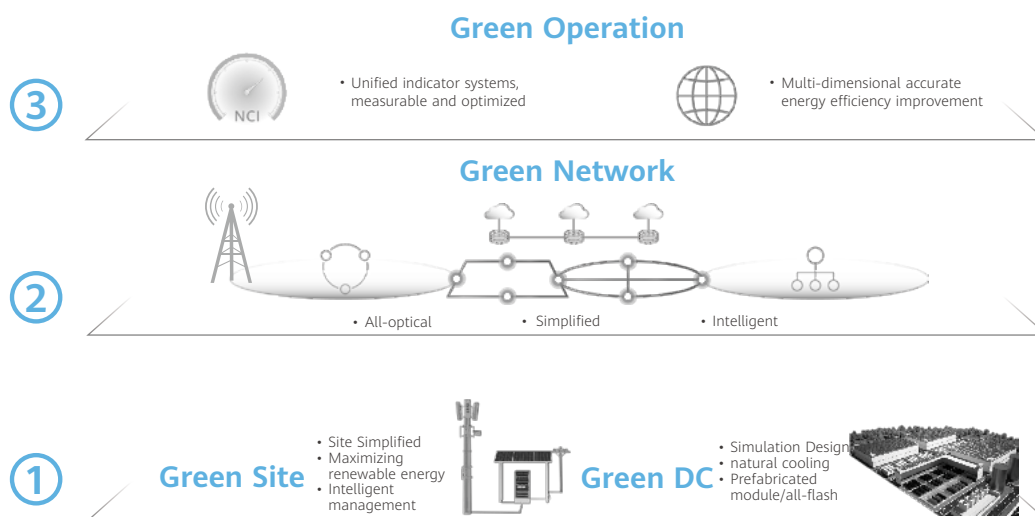 Green Operation
3
NCI
• Unified indicator systems,
measurable and optimized
• Multi-dimensional accurate
energy efficiency improvement
Green Network
2
• All-optical
• Simplified
• Intelligent
1
Green Site
• Site Simplified
• Maximizing
renewable energy
• Intelligent
management
Green DC
• Simulation Design
• natural cooling
• Prefabricated
module/all-flash